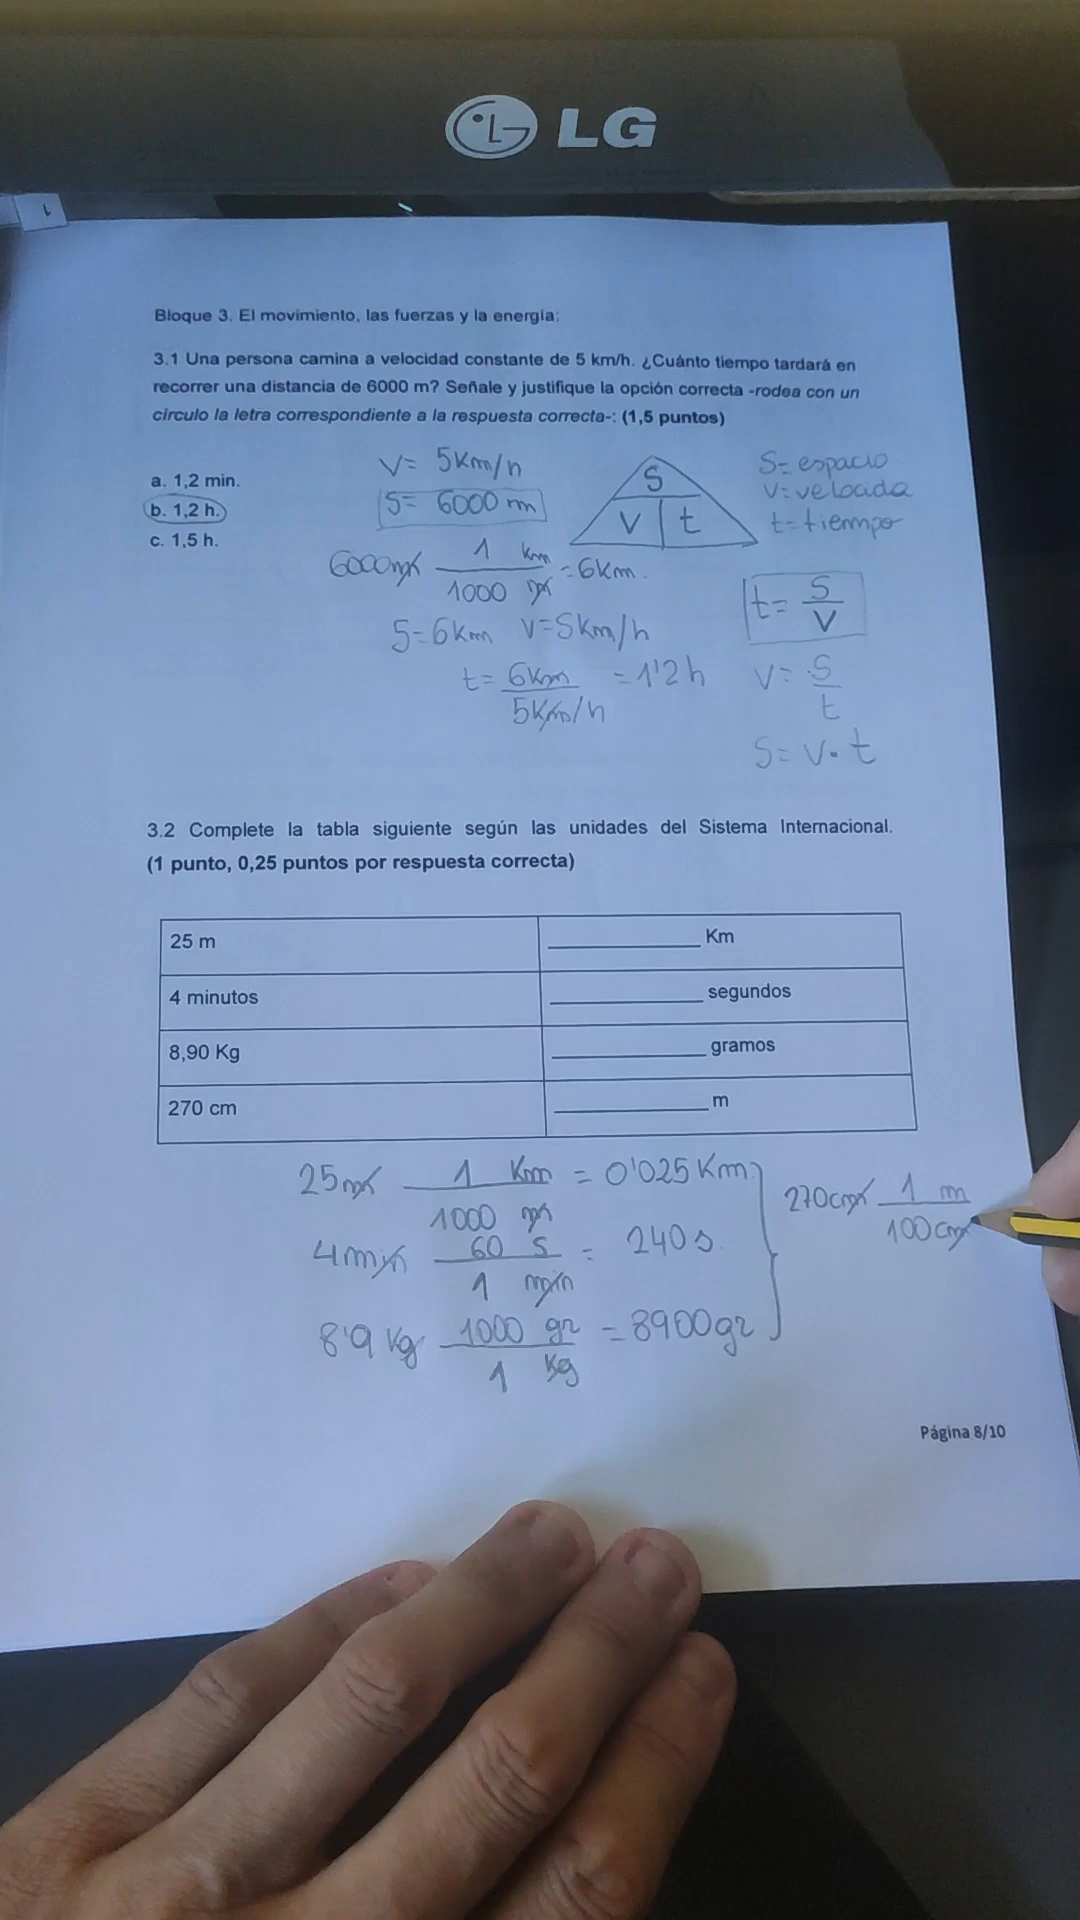 LG
Bloque 3. El movimiento, las fuerzas y la energía:
3.1 Una persona camina a velocidad constante de 5 km/h. ¿Cuánto tiempo tardará en
recorrer una distancia de 6000 m? Señale y justifique la opción correcta -rodea con un
círculo la letra correspondiente a la respuesta correcta-: (1,5 puntos)
a. 1,2 min.
b. 1,2 h.
c. 1,5 h.
V= 5Km/h
S= 6000 m
S
V t
S= espacio
V= velocida
t= tiempo
6000m 1 Km / 1000 m = 6Km.
S=6Km V=5Km/h
t= 6Km / 5Km/h = 1'2 h
t= S/V
V= S/t
S= V·t
3.2 Complete la tabla siguiente según las unidades del Sistema Internacional.
(1 punto, 0,25 puntos por respuesta correcta)
25 m Km
4 minutos segundos
8,90 Kg gramos
270 cm m
25m 1 Km / 1000 m = 0'025 Km
4min 60 s / 1 min = 240 s
8'9 Kg 1000 gr / 1 Kg = 8900 gr
270cm 1 m / 100 cm
Página 8/10